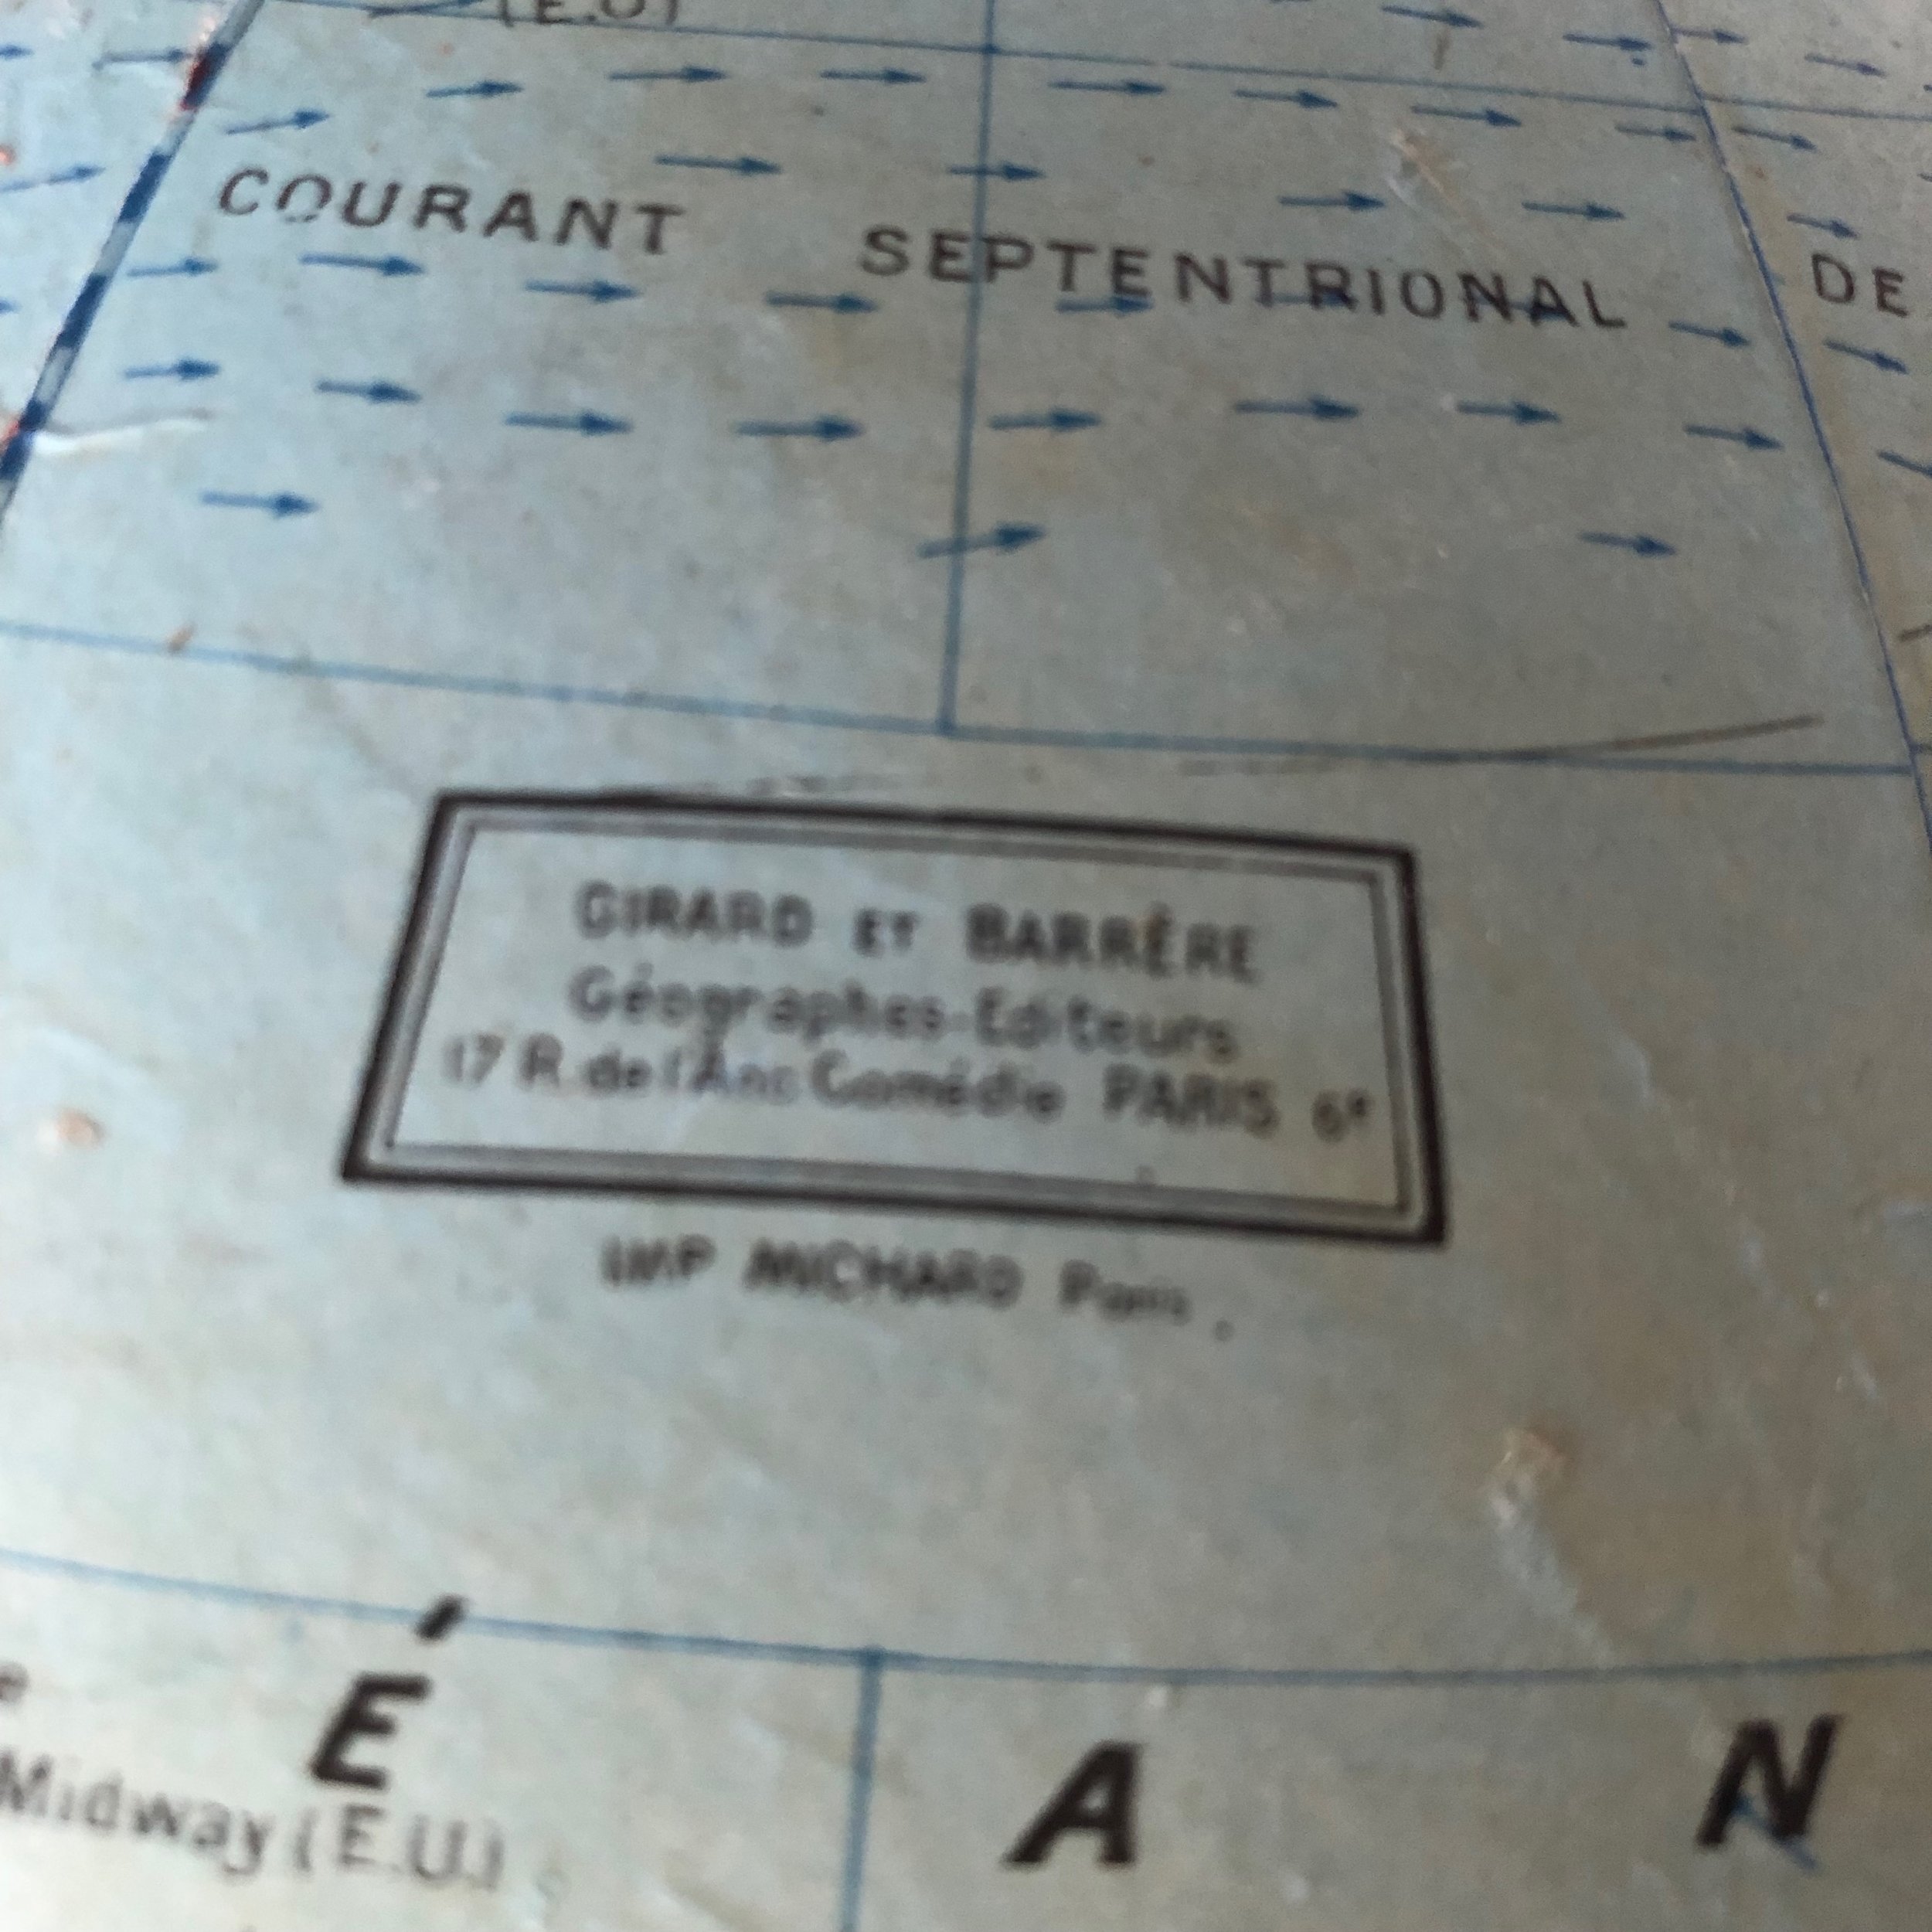 (E.U)
COURANT SEPTENTRIONAL DE
GIRARD ET BARRÈRE
Géographes-Editeurs
17 R. de l'Anc Comédie PARIS 6e
IMP MICHARD Paris.
É A N
Midway (E.U.)